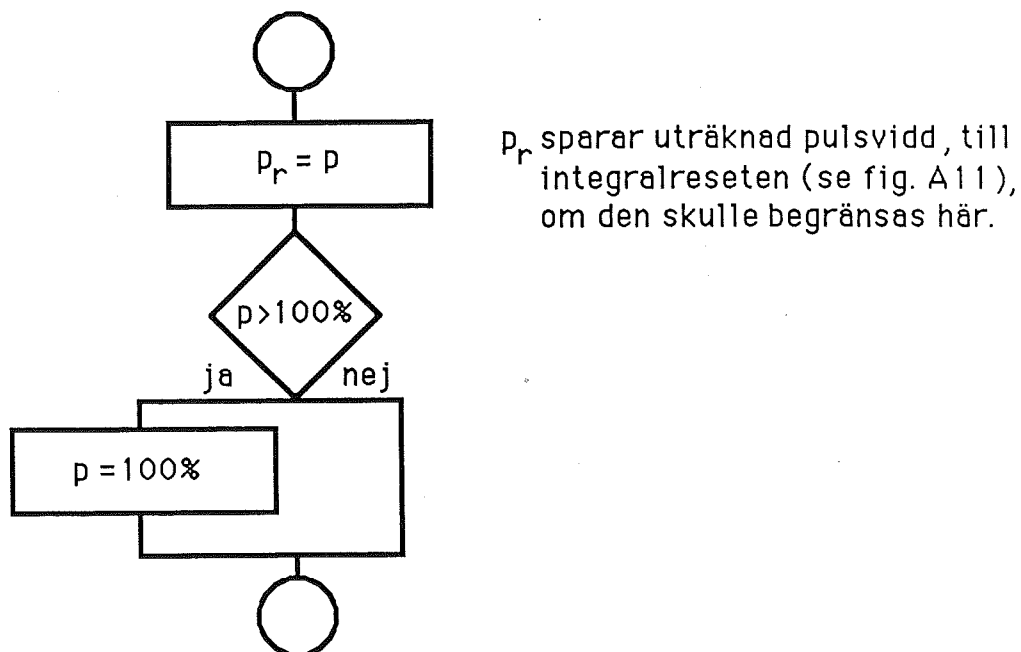 p_r = p
p_r sparar uträknad pulsvidd, till
integralreseten (se fig. A11),
om den skulle begränsas här.
p>100%
ja nej
p =100%